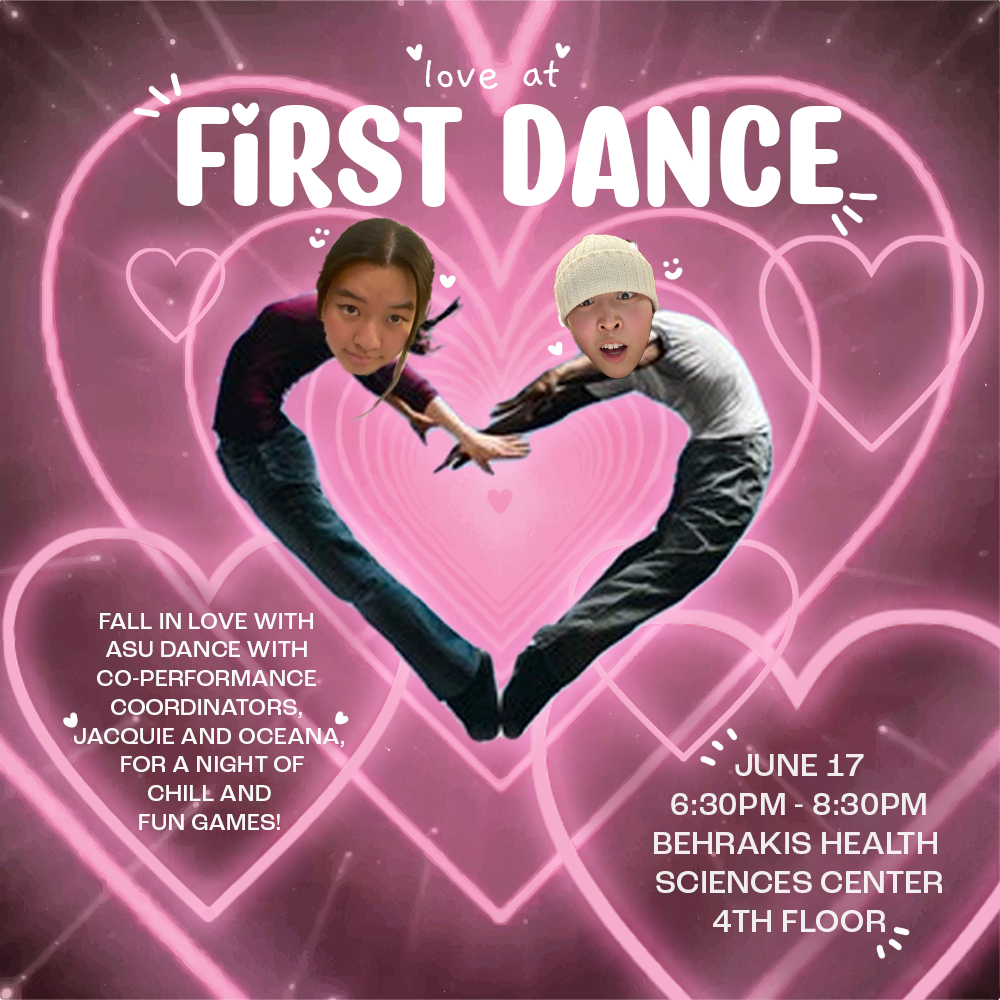 love at
FiRST DANCE
FALL IN LOVE WITH
ASU DANCE WITH
CO-PERFORMANCE
COORDINATORS,
JACQUIE AND OCEANA,
FOR A NIGHT OF
CHILL AND
FUN GAMES!
JUNE 17
6:30PM - 8:30PM
BEHRAKIS HEALTH
SCIENCES CENTER
4TH FLOOR